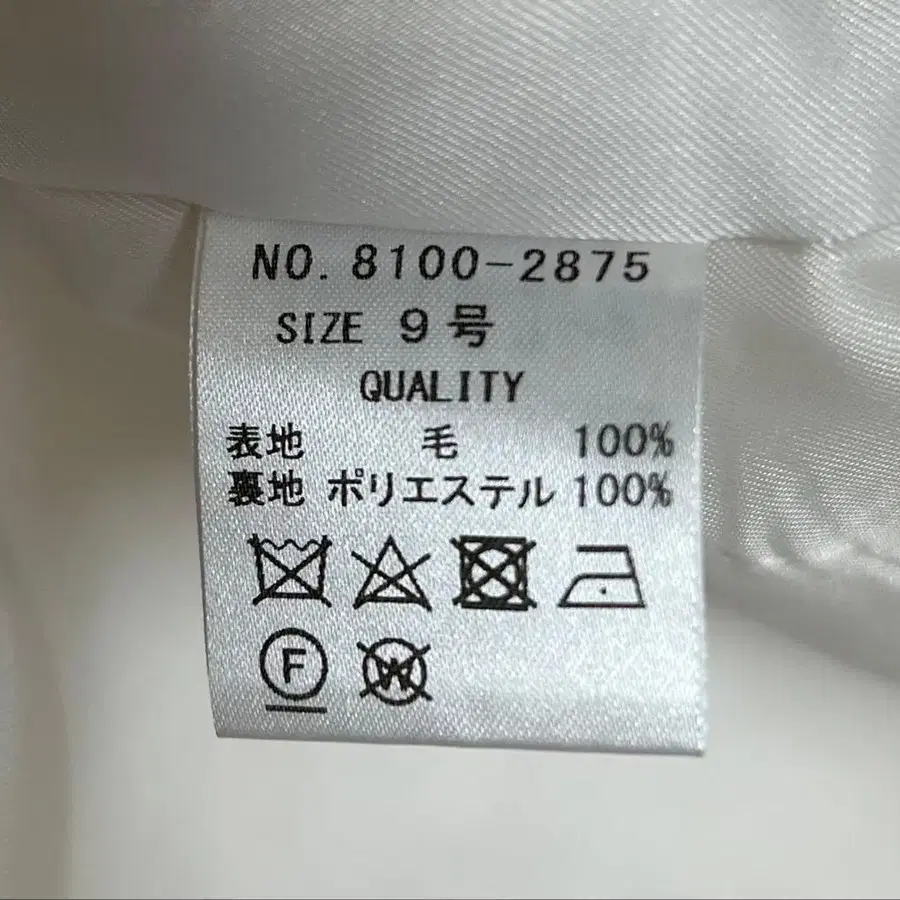 NO. 8100-2875
SIZE 9号
QUALITY
表地 毛 100%
裏地 ポリエステル 100%
F W